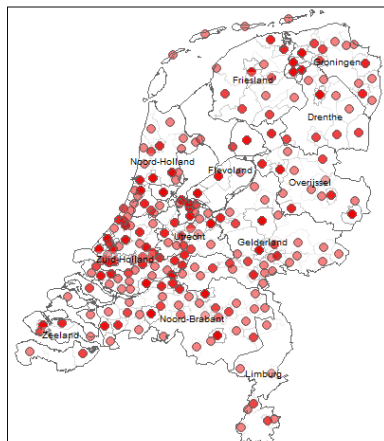 Groningen
Friesland
Drenthe
Noord-Holland
Flevoland
Overijssel
Utrecht
Gelderland
Zuid-Holland
Noord-Brabant
Zeeland
Limburg